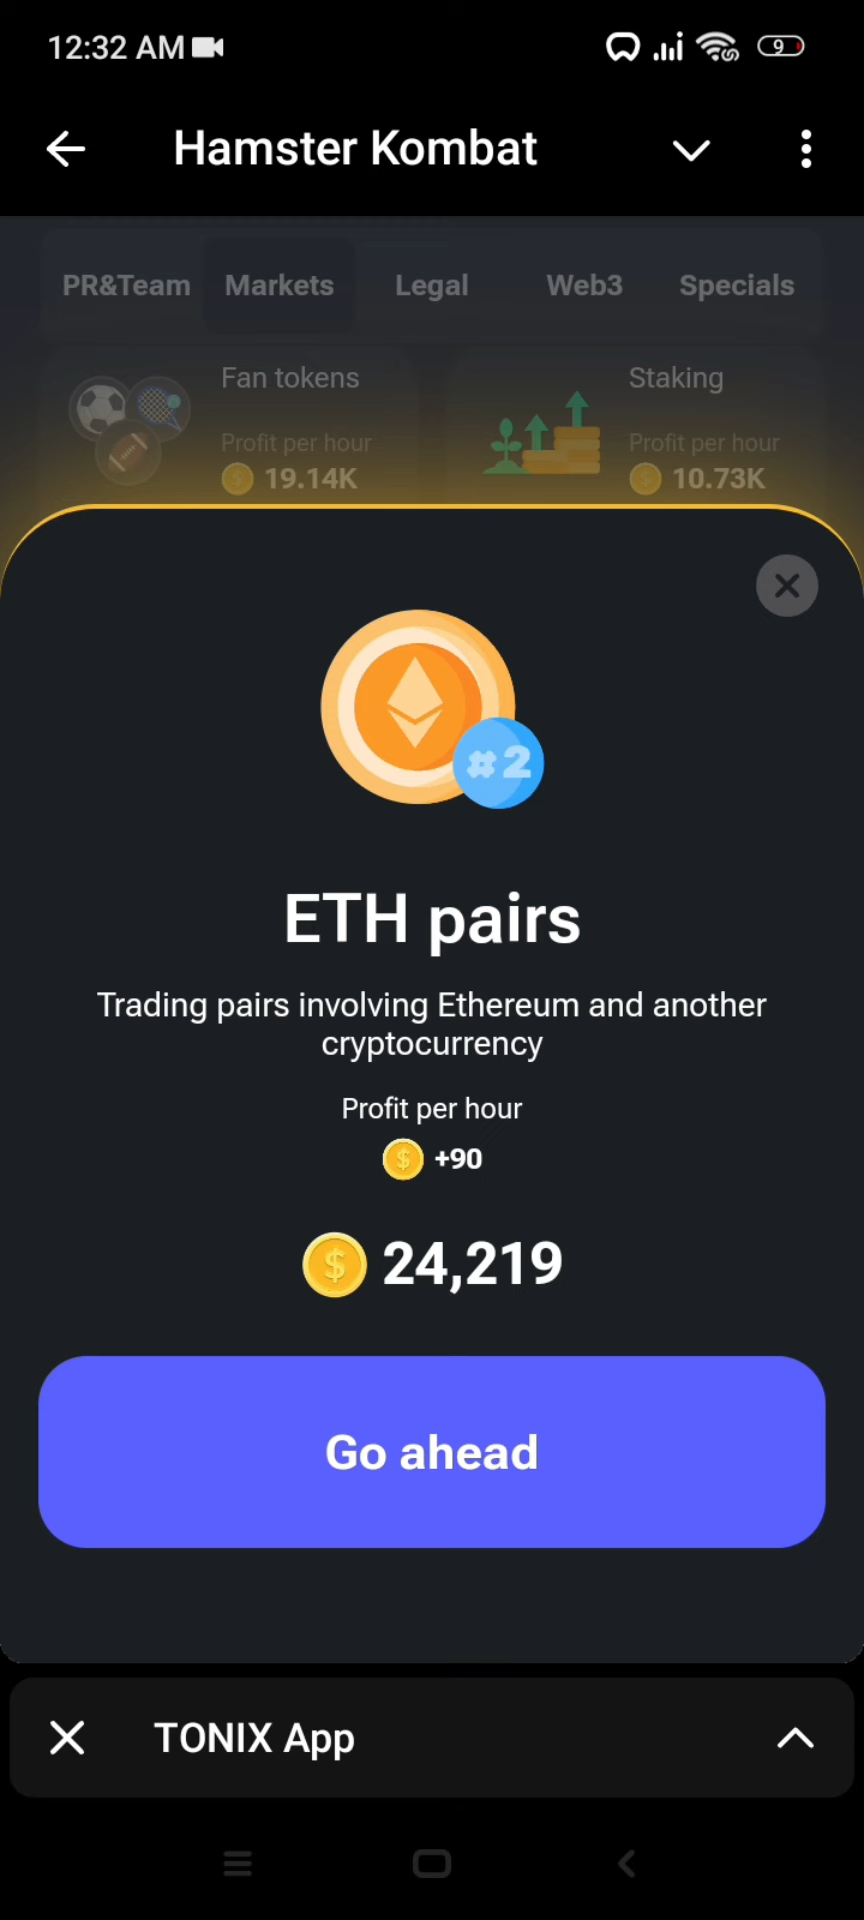 12:32 AM
9
Hamster Kombat
PR&Team Markets Legal Web3 Specials
Fan tokens
Profit per hour
19.14K
Staking
Profit per hour
10.73K
#2
ETH pairs
Trading pairs involving Ethereum and another
cryptocurrency
Profit per hour
+90
24,219
Go ahead
TONIX App